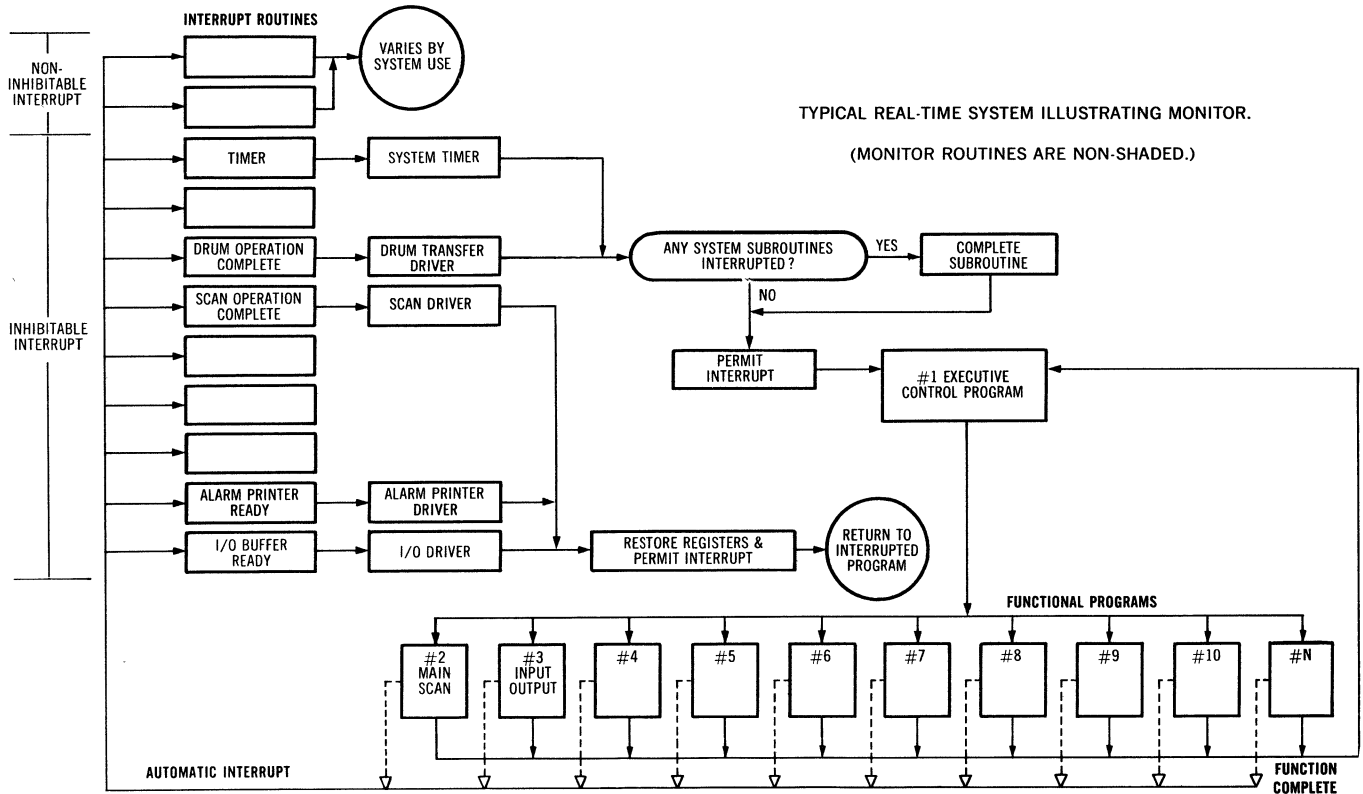 INTERRUPT ROUTINES
NON-
INHIBITABLE
INTERRUPT
VARIES BY
SYSTEM USE
TYPICAL REAL-TIME SYSTEM ILLUSTRATING MONITOR.
(MONITOR ROUTINES ARE NON-SHADED.)
TIMER
SYSTEM TIMER
DRUM OPERATION
COMPLETE
DRUM TRANSFER
DRIVER
ANY SYSTEM SUBROUTINES
INTERRUPTED?
YES
COMPLETE
SUBROUTINE
NO
SCAN OPERATION
COMPLETE
SCAN DRIVER
INHIBITABLE
INTERRUPT
PERMIT
INTERRUPT
#1 EXECUTIVE
CONTROL PROGRAM
ALARM PRINTER
READY
ALARM PRINTER
DRIVER
I/O BUFFER
READY
I/O DRIVER
RESTORE REGISTERS &
PERMIT INTERRUPT
RETURN TO
INTERRUPTED
PROGRAM
FUNCTIONAL PROGRAMS
#2
MAIN
SCAN
#3
INPUT
OUTPUT
#4
#5
#6
#7
#8
#9
#10
#N
AUTOMATIC INTERRUPT
FUNCTION
COMPLETE